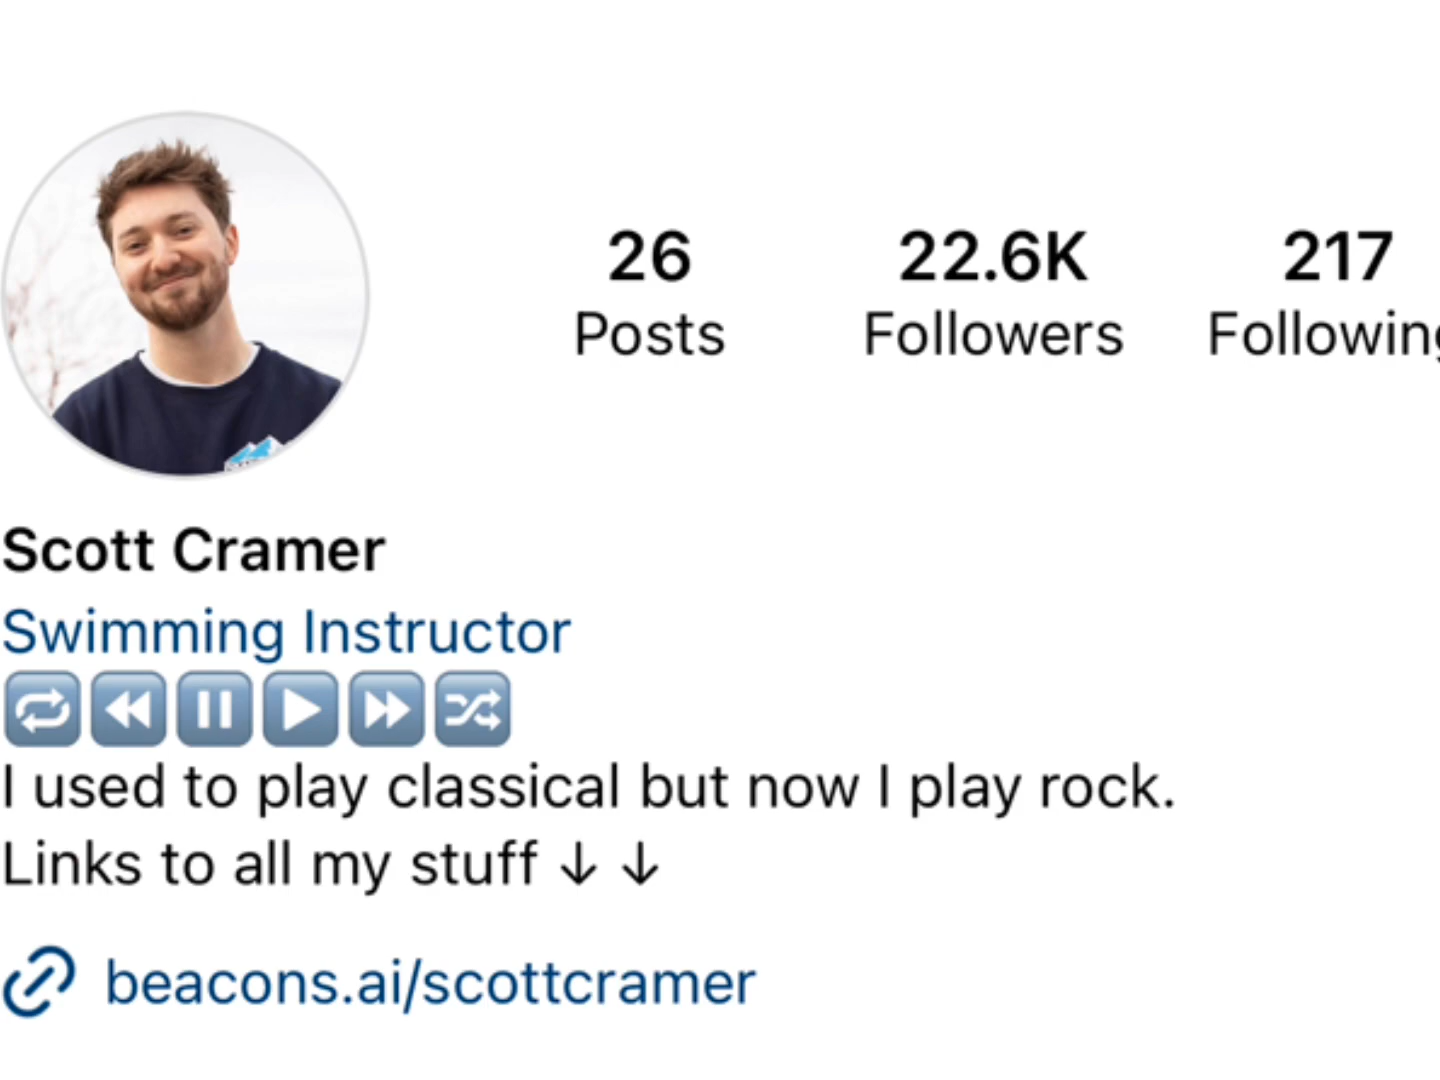 26 22.6K 217
Posts Followers Following
Scott Cramer
Swimming Instructor
🔁⏪⏸▶️⏩🔀
I used to play classical but now I play rock.
Links to all my stuff ↓ ↓
beacons.ai/scottcramer